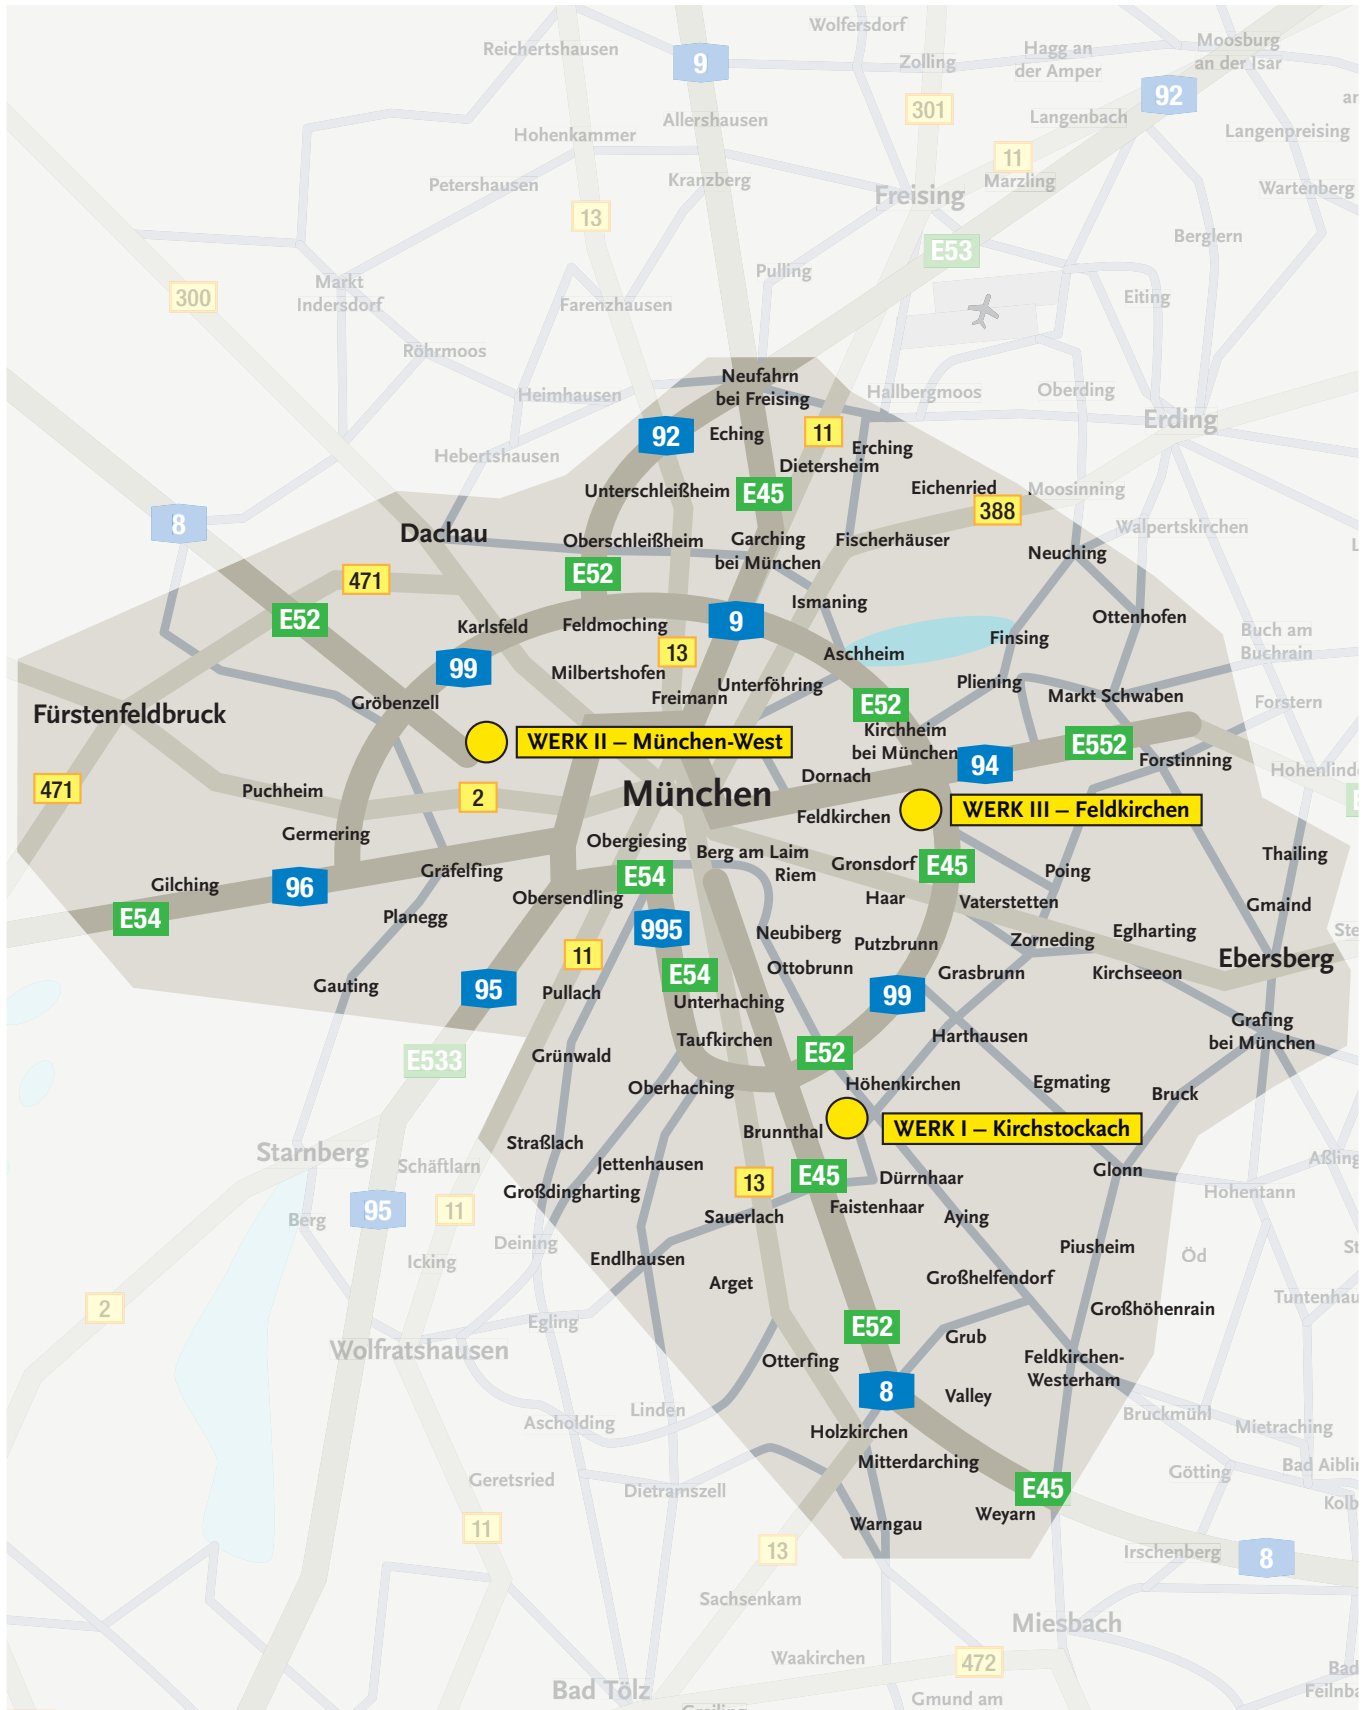 Wolfersdorf
Moosburg
an der Isar
Reichertshausen
Hagg an
der Amper
9
Zolling
92
301
Allershausen
Langenbach
Langenpreising
Hohenkammer
11
Petershausen
Kranzberg
Marzling
Wartenberg
Freising
13
Berglern
E53
Pulling
Markt
Indersdorf
300
Farenzhausen
Eiting
Röhrmoos
Neufahrn
bei Freising
Heimhausen
Hallbergmoos
Oberding
Erding
92
Eching
11
Erching
Hebertshausen
Dietersheim
Unterschleißheim
E45
Eichenried
Moosinning
388
8
Walpertskirchen
Dachau
Oberschleißheim
Garching
bei München
Fischerhäuser
Neuching
471
E52
E52
Ismaning
Ottenhofen
Karlsfeld
Feldmoching
9
Finsing
Buch am
Buchrain
99
13
Aschheim
Milbertshofen
Unterföhring
Pliening
Markt Schwaben
Gröbenzell
Freimann
E52
Forstern
Fürstenfeldbruck
Kirchheim
bei München
E552
WERK II – München-West
94
Forstinning
Hohenlinde
471
Puchheim
2
München
Dornach
Feldkirchen
WERK III – Feldkirchen
Germering
Obergiesing
Berg am Laim
Thailing
Gräfelfing
E54
Riem
Gronsdorf
E45
Poing
Gilching
96
Obersendling
Haar
Vaterstetten
Gmaind
E54
Planegg
995
Neubiberg
Putzbrunn
Zorneding
Eglharting
Ste
11
Ottobrunn
Grasbrunn
Kirchseeon
Ebersberg
Gauting
95
Pullach
E54
Unterhaching
99
Grafing
bei München
Taufkirchen
Harthausen
E533
Grünwald
E52
Oberhaching
Höhenkirchen
Egmating
Bruck
Brunnthal
WERK I – Kirchstockach
Starnberg
Straßlach
Schäftlarn
Jettenhausen
Aßling
13
E45
Dürrnhaar
Glonn
Großdingharting
Hohentann
Berg
95
11
Sauerlach
Faistenhaar
Aying
Deining
Endlhausen
Piusheim
Öd
St
Icking
Arget
Großhelfendorf
Tuntenhau
2
Egling
E52
Großhöhenrain
Wolfratshausen
Grub
Otterfing
Feldkirchen-
Westerham
8
Valley
Linden
Ascholding
Bruckmühl
Mietraching
Holzkirchen
Mitterdarching
Götting
Bad Aiblin
Geretsried
Dietramszell
E45
Kolb
Weyarn
11
Warngau
13
Irschenberg
8
Sachsenkam
Miesbach
Waakirchen
472
Bad
Feilnba
Bad Tölz
Gmund am